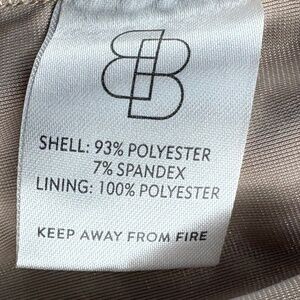 SHELL: 93% POLYESTER
7% SPANDEX
LINING: 100% POLYESTER
KEEP AWAY FROM FIRE